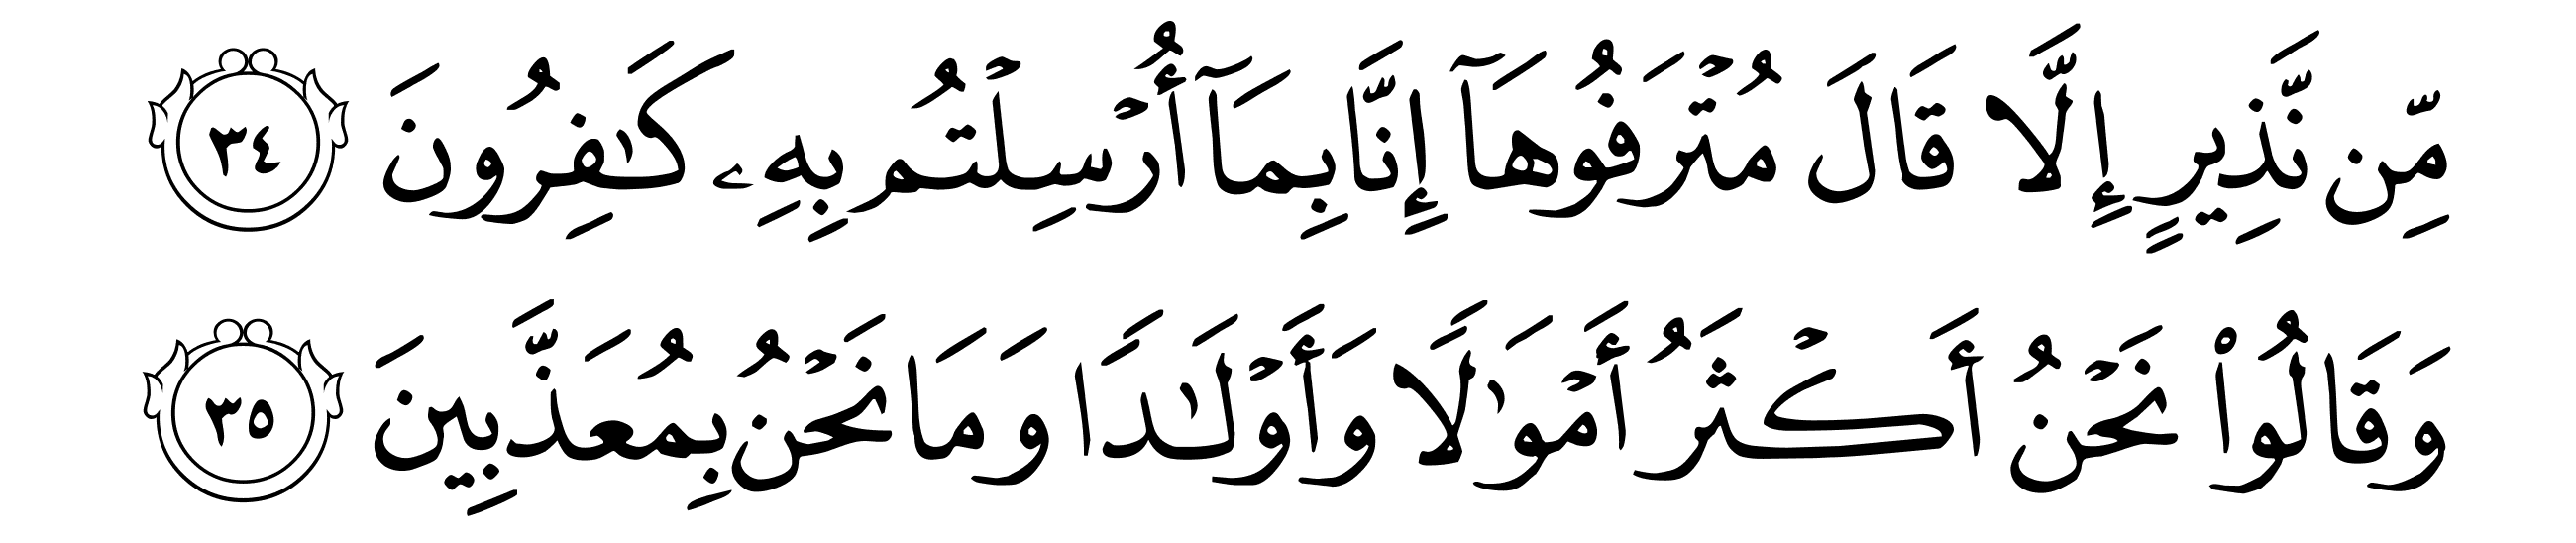 مِّن نَّذِيرٍ إِلَّا قَالَ مُتۡرَفُوهَآ إِنَّا بِمَآ أُرۡسِلۡتُم بِهِۦ كَٰفِرُونَ ٣٤
وَقَالُواْ نَحۡنُ أَكۡثَرُ أَمۡوَٰلٗا وَأَوۡلَٰدٗا وَمَا نَحۡنُ بِمُعَذَّبِينَ ٣٥